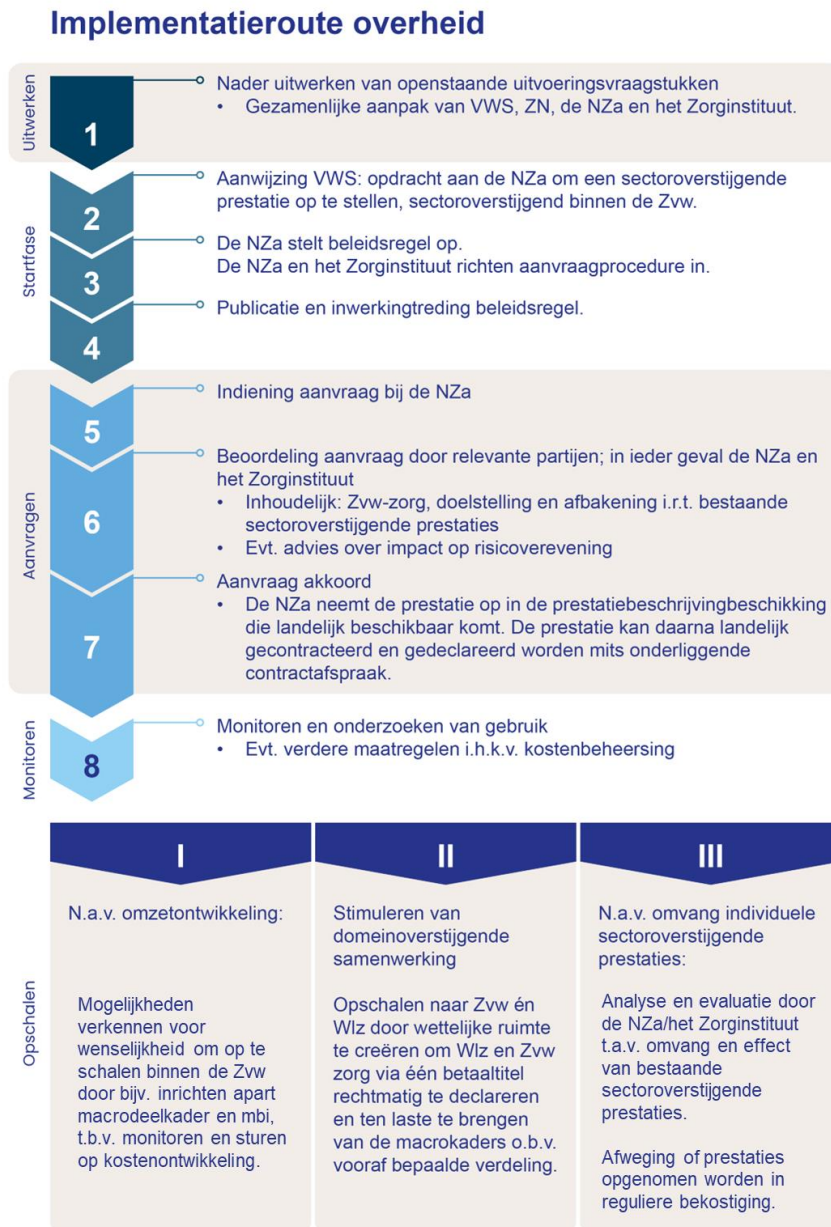 Implementatieroute overheid
Uitwerken
1
Nader uitwerken van openstaande uitvoeringsvraagstukken
• Gezamenlijke aanpak van VWS, ZN, de NZa en het Zorginstituut.
Startfase
2
Aanwijzing VWS: opdracht aan de NZa om een sectoroverstijgende
prestatie op te stellen, sectoroverstijgend binnen de Zvw.
3
De NZa stelt beleidsregel op.
De NZa en het Zorginstituut richten aanvraagprocedure in.
4
Publicatie en inwerkingtreding beleidsregel.
Aanvragen
5
Indiening aanvraag bij de NZa
6
Beoordeling aanvraag door relevante partijen; in ieder geval de NZa en
het Zorginstituut
• Inhoudelijk: Zvw-zorg, doelstelling en afbakening i.r.t. bestaande
sectoroverstijgende prestaties
• Evt. advies over impact op risicoverevening
7
Aanvraag akkoord
• De NZa neemt de prestatie op in de prestatiebeschrijvingbeschikking
die landelijk beschikbaar komt. De prestatie kan daarna landelijk
gecontracteerd en gedeclareerd worden mits onderliggende
contractafspraak.
Monitoren
8
Monitoren en onderzoeken van gebruik
• Evt. verdere maatregelen i.h.k.v. kostenbeheersing
Opschalen
I
N.a.v. omzetontwikkeling:
Mogelijkheden
verkennen voor
wenselijkheid om op te
schalen binnen de Zvw
door bijv. inrichten apart
macrodeelkader en mbi,
t.b.v. monitoren en sturen
op kostenontwikkeling.
II
Stimuleren van
domeinoverstijgende
samenwerking
Opschalen naar Zvw én
Wlz door wettelijke ruimte
te creëren om Wlz en Zvw
zorg via één betaaltitel
rechtmatig te declareren
en ten laste te brengen
van de macrokaders o.b.v.
vooraf bepaalde verdeling.
III
N.a.v. omvang individuele
sectoroverstijgende
prestaties:
Analyse en evaluatie door
de NZa/het Zorginstituut
t.a.v. omvang en effect
van bestaande
sectoroverstijgende
prestaties.
Afweging of prestaties
opgenomen worden in
reguliere bekostiging.